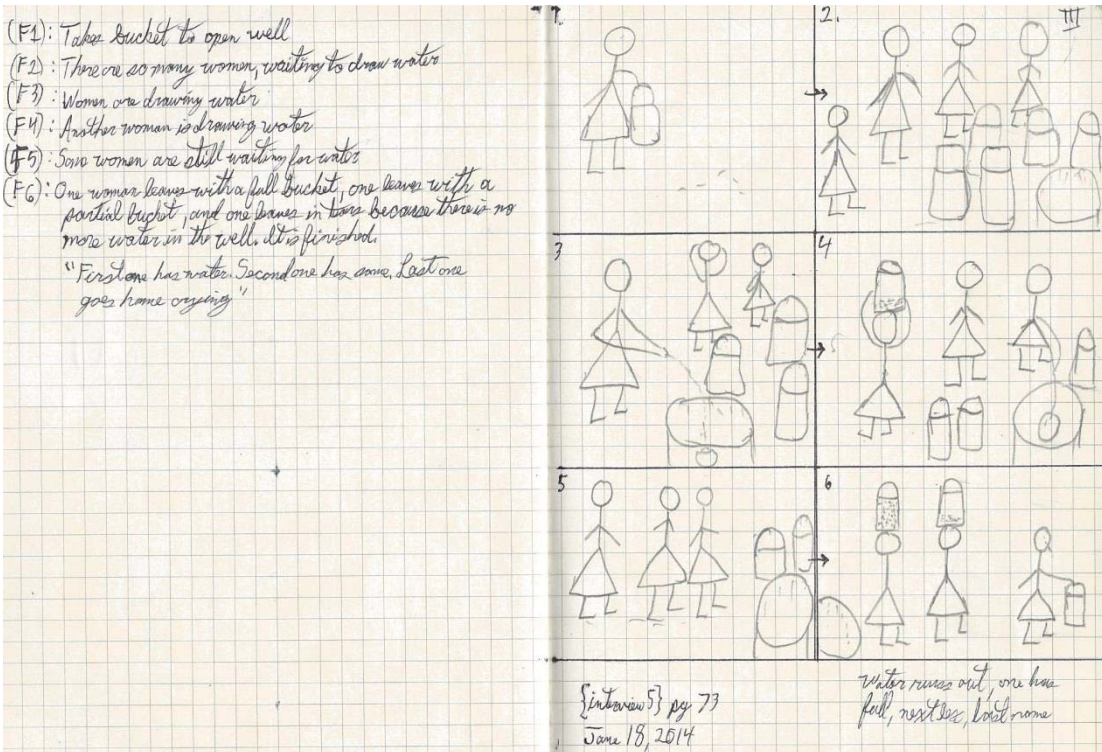 (F1): Takes bucket to open well
(F2): There are so many women, waiting to draw water
(F3): Women are drawing water
(F4): Another woman is drawing water
(F5): Some women are still waiting for water
(F6): One woman leaves with a full bucket, one leaves with a
partial bucket, and one leaves in tears because there is no
more water in the well. It is finished.
"First one has water. Second one has some. Last one
goes home crying"
1.
2.
III
3
4
5
6
{interview 5} pg 73
June 18, 2014
Water runs out, one has
full, next less, last none